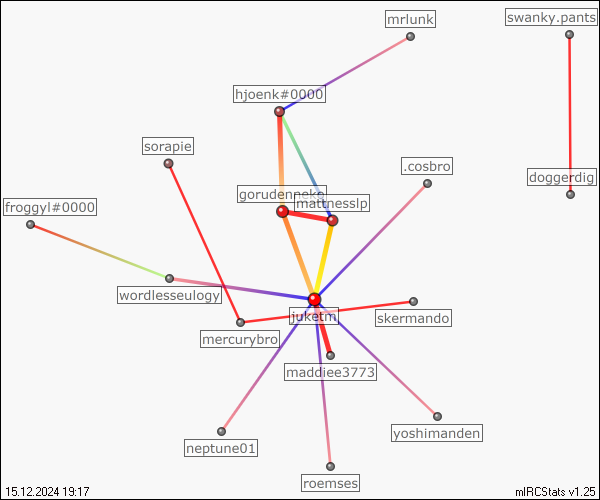 mrlunk
swanky.pants
hjoenk#0000
sorapie
.cosbro
doggerdig
mattnesslp
froggyl#0000
wordlesseulogy
juketm
skermando
mercurybro
maddiee3773
yoshimanden
neptune01
roemses
15.12.2024 19:17
mIRCStats v1.25